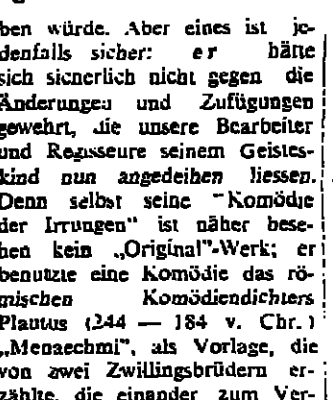 ben würde. Aber eines ist je-
denfalls sicher: er hätte
sich sicherlich nicht gegen die
Änderungen und Zufügungen
gewehrt, die unsere Bearbeiter
und Regisseure seinem Geistes-
kind nun angedeihen liessen.
Denn selbst seine "Komödie
der Irrungen" ist näher bese-
hen kein „Original"-Werk; er
benutzte eine Komödie das rö-
mischen Komödiendichters
Plautus (244 — 184 v. Chr.)
„Menaechmi", als Vorlage, die
von zwei Zwillingsbrüdern er-
zählte, die einander zum Ver-